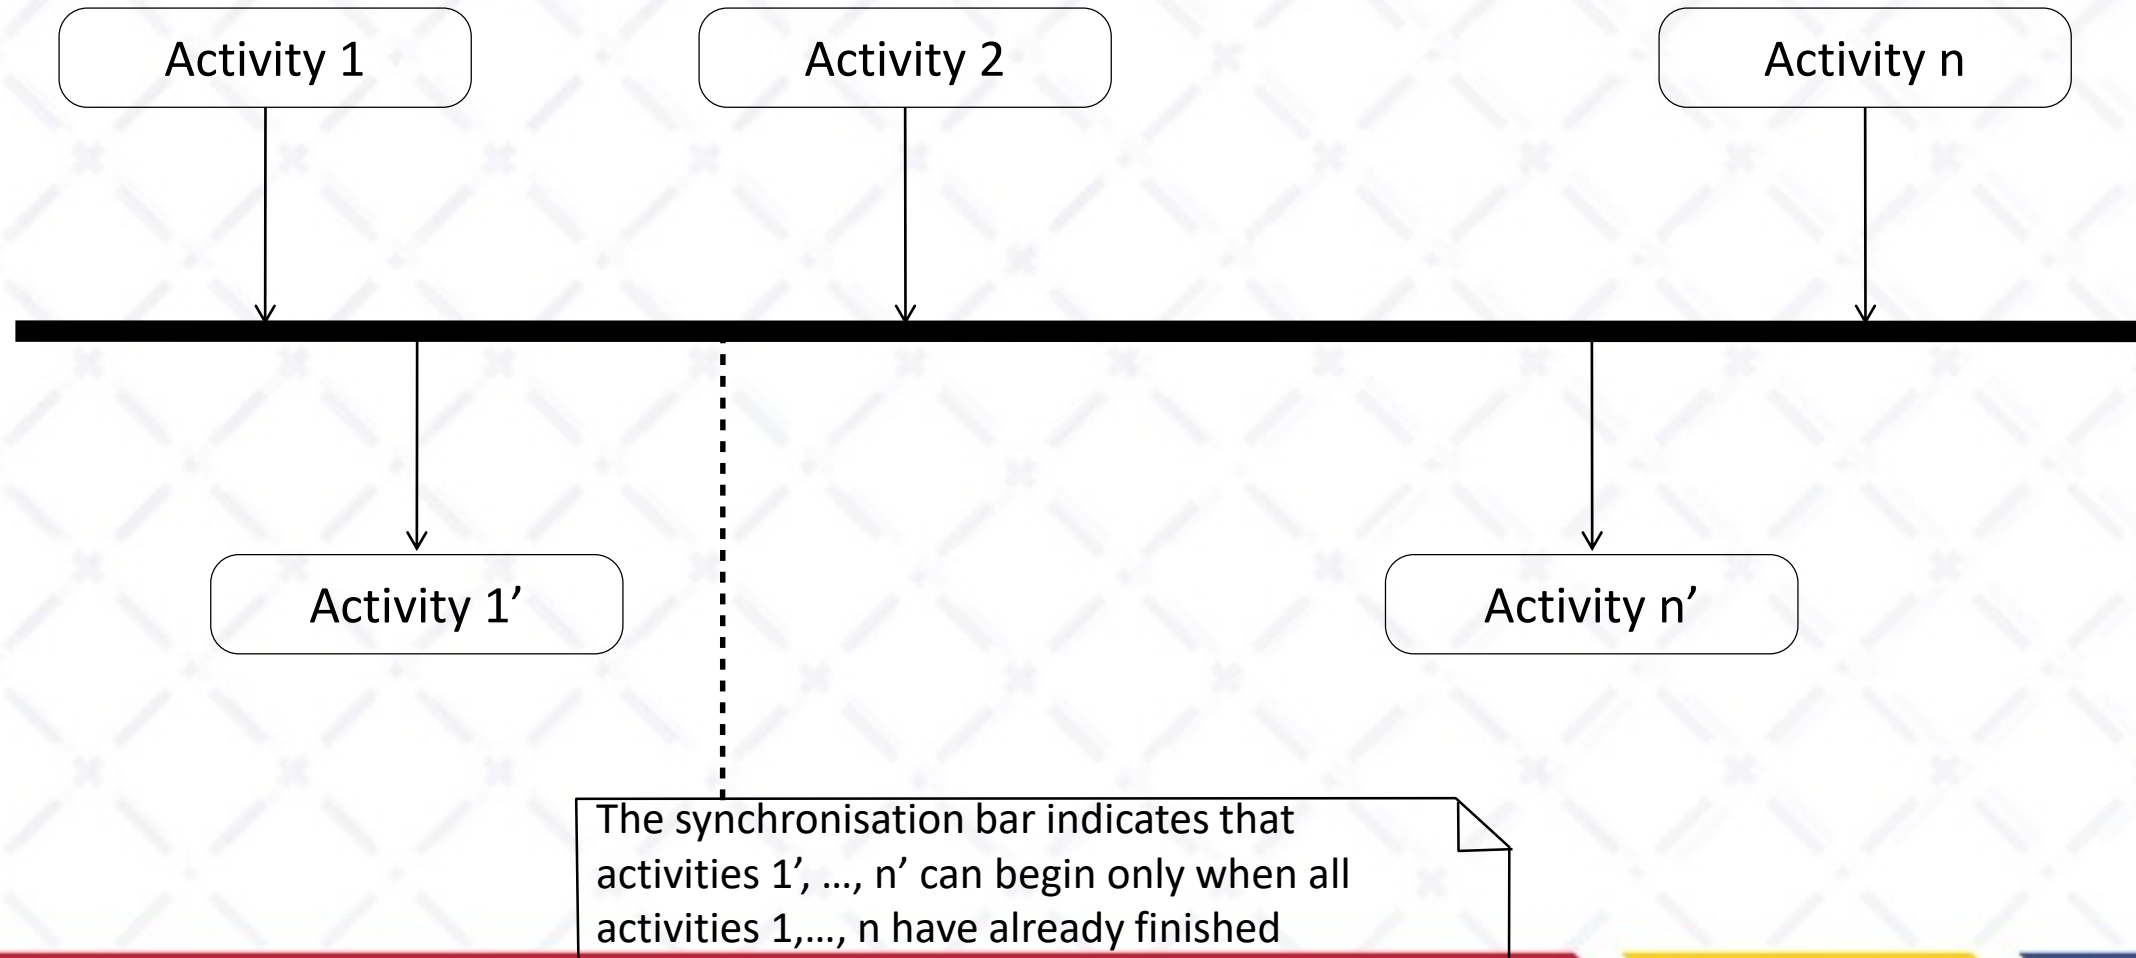 Activity 1
Activity 2
Activity n
Activity 1’
Activity n’
The synchronisation bar indicates that
activities 1’, …, n’ can begin only when all
activities 1,…, n have already finished